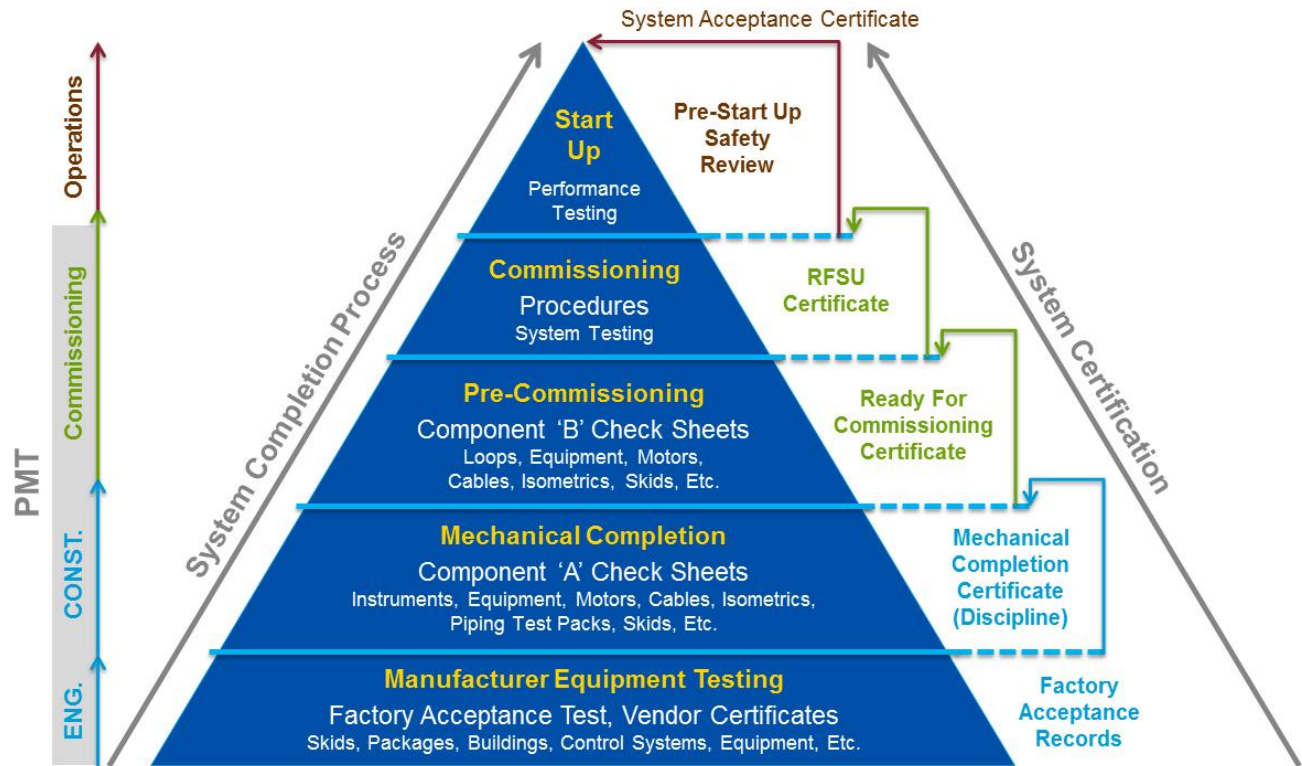 System Acceptance Certificate
Start
Up
Performance
Testing
Pre-Start Up
Safety
Review
Commissioning
Procedures
System Testing
RFSU
Certificate
Pre-Commissioning
Component ‘B’ Check Sheets
Loops, Equipment, Motors,
Cables, Isometrics, Skids, Etc.
Ready For
Commissioning
Certificate
Mechanical Completion
Component ‘A’ Check Sheets
Instruments, Equipment, Motors, Cables, Isometrics,
Piping Test Packs, Skids, Etc.
Mechanical
Completion
Certificate
(Discipline)
Manufacturer Equipment Testing
Factory Acceptance Test, Vendor Certificates
Skids, Packages, Buildings, Control Systems, Equipment, Etc.
Factory
Acceptance
Records
Operations
Commissioning
CONST.
ENG.
PMT
System Completion Process
System Certification